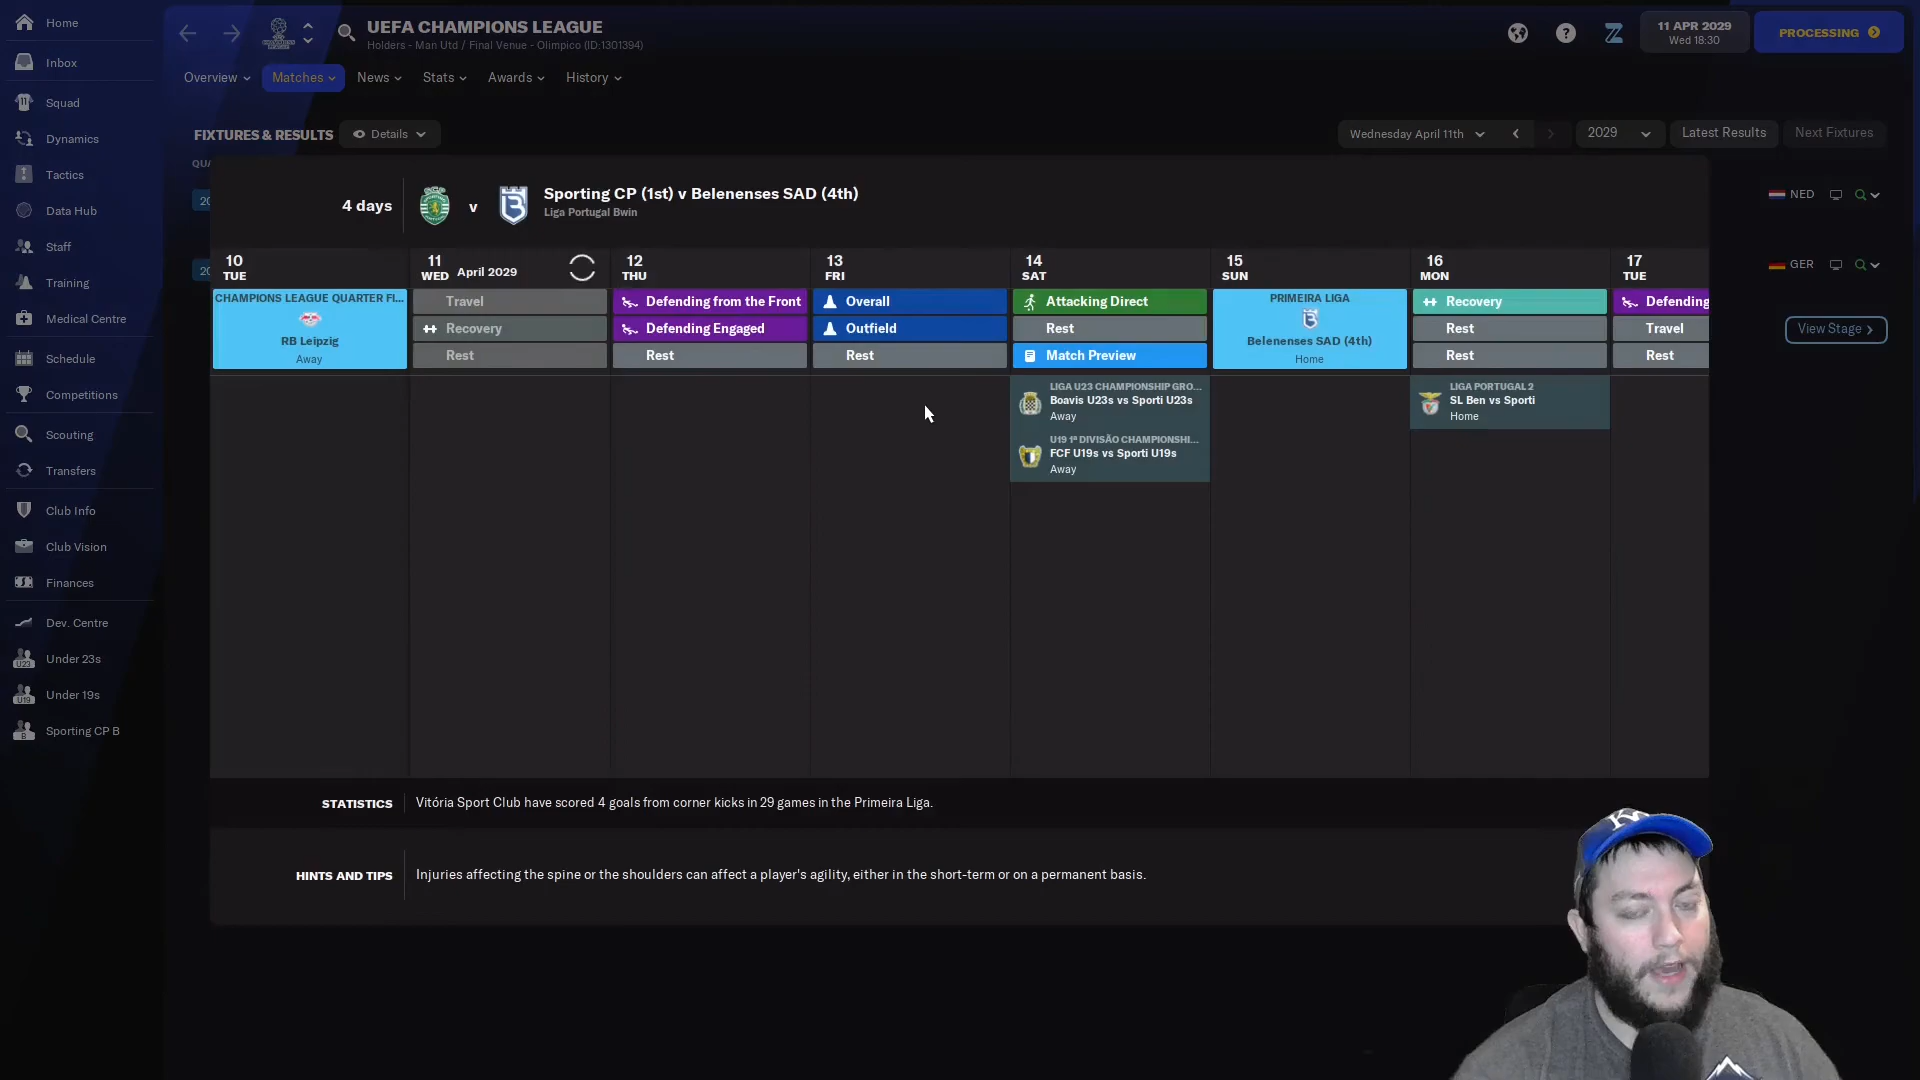 Home
Inbox
Squad
Dynamics
Tactics
Data Hub
Staff
Training
Medical Centre
Schedule
Competitions
Scouting
Transfers
Club Info
Club Vision
Finances
Dev. Centre
Under 23s
Under 19s
Sporting CP B
UEFA CHAMPIONS LEAGUE
Holders - Man Utd / Final Venue - Olimpico (ID:1301394)
11 APR 2029
Wed 18:30
PROCESSING
Overview
Matches
News
Stats
Awards
History
FIXTURES & RESULTS
Details
Wednesday April 11th
2029
Latest Results
Next Fixtures
QUA
20
20
NED
GER
View Stage
4 days
v
Sporting CP (1st) v Belenenses SAD (4th)
Liga Portugal Bwin
10
TUE
11
WED April 2029
12
THU
13
FRI
14
SAT
15
SUN
16
MON
17
TUE
CHAMPIONS LEAGUE QUARTER FI...
RB Leipzig
Away
Travel
Recovery
Rest
Defending from the Front
Defending Engaged
Rest
Overall
Outfield
Rest
Attacking Direct
Rest
Match Preview
PRIMEIRA LIGA
Belenenses SAD (4th)
Home
Recovery
Rest
Rest
Defending
Travel
Rest
LIGA U23 CHAMPIONSHIP GRO...
Boavis U23s vs Sporti U23s
Away
U19 1ª DIVISÃO CHAMPIONSHI...
FCF U19s vs Sporti U19s
Away
LIGA PORTUGAL 2
SL Ben vs Sporti
Home
STATISTICS
Vitória Sport Club have scored 4 goals from corner kicks in 29 games in the Primeira Liga.
HINTS AND TIPS
Injuries affecting the spine or the shoulders can affect a player's agility, either in the short-term or on a permanent basis.